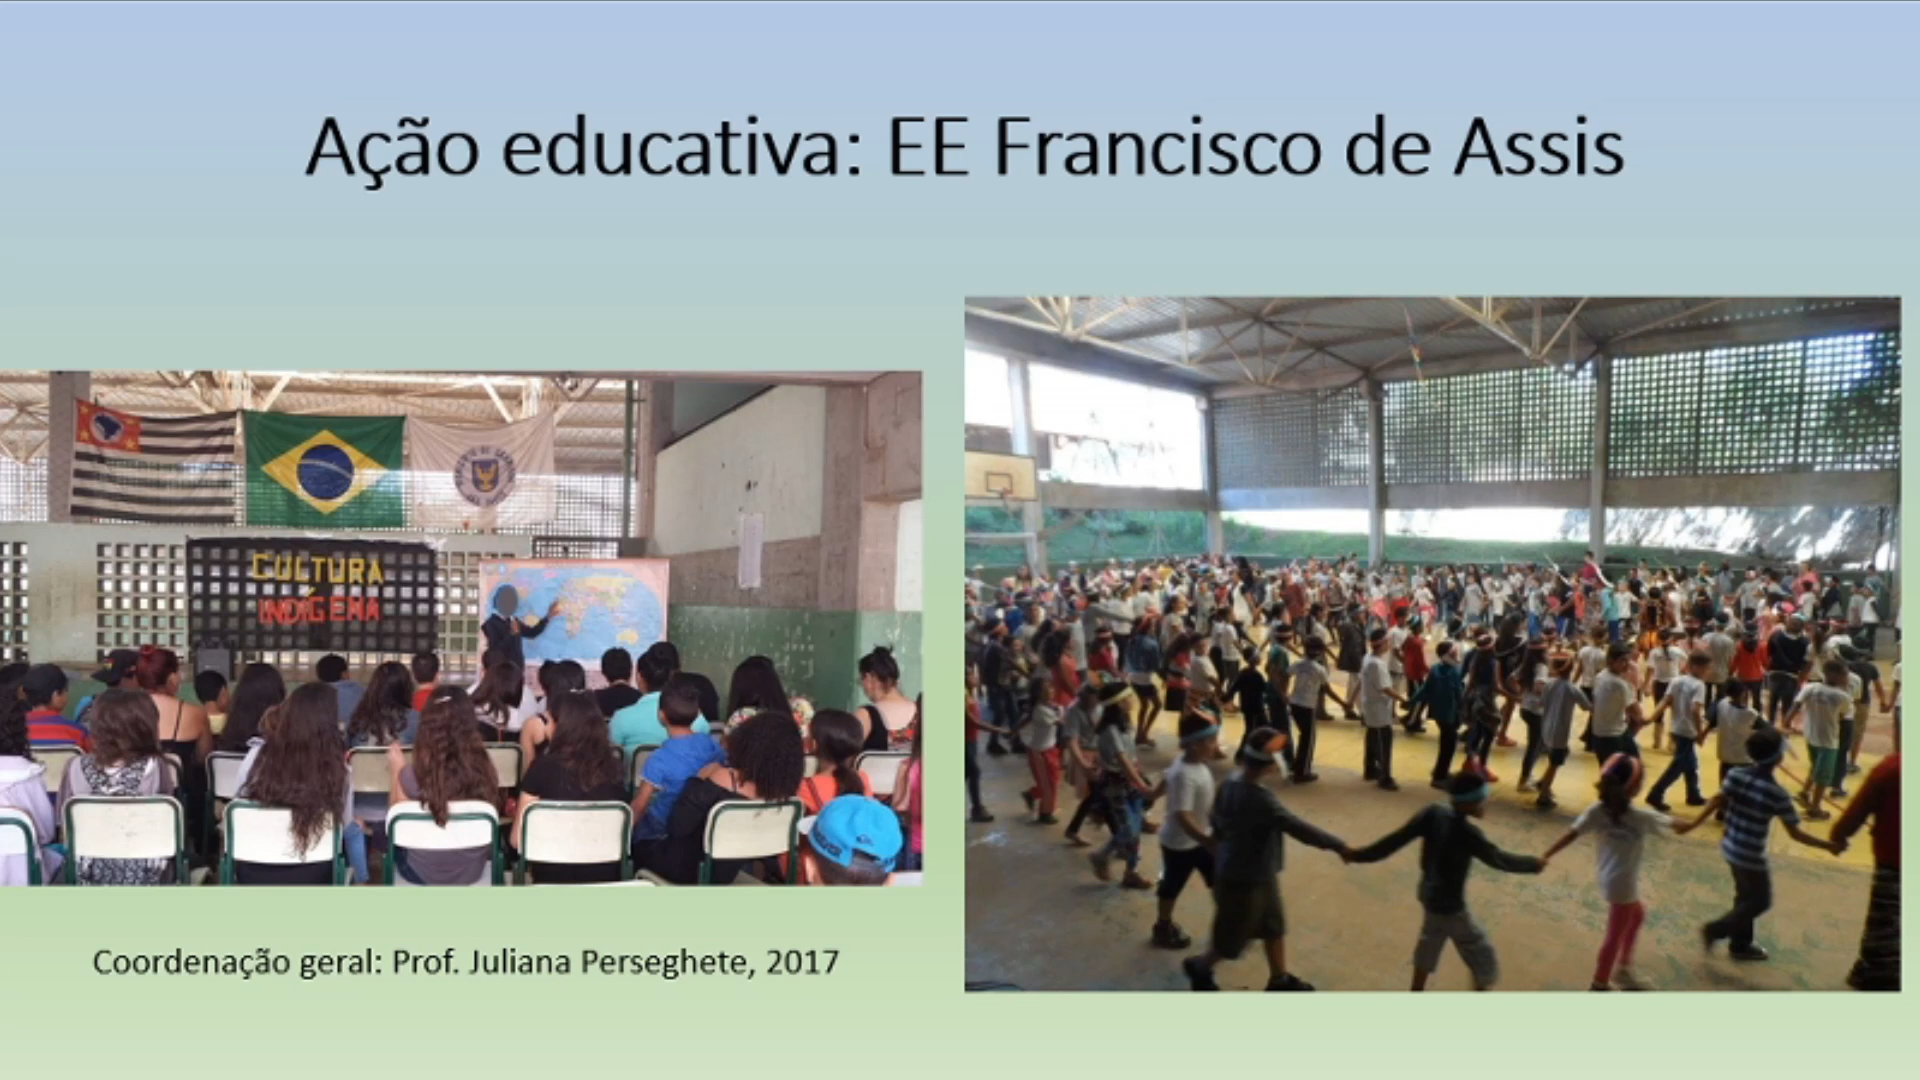 Ação educativa: EE Francisco de Assis
CULTURA
INDÍGENA
Coordenação geral: Prof. Juliana Perseghete, 2017